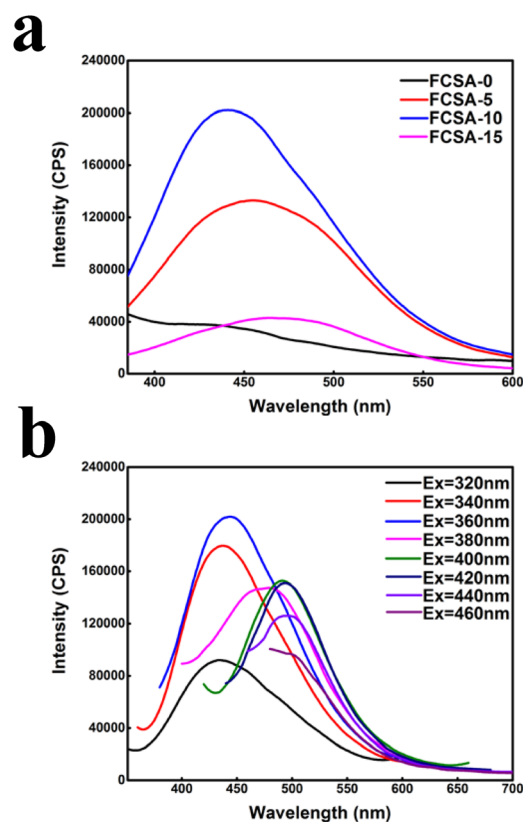 a
240000
200000
160000
120000
80000
40000
0
Intensity (CPS)
FCSA-0
FCSA-5
FCSA-10
FCSA-15
400 450 500 550 600
Wavelength (nm)
b
240000
200000
160000
120000
80000
40000
0
Intensity (CPS)
Ex=320nm
Ex=340nm
Ex=360nm
Ex=380nm
Ex=400nm
Ex=420nm
Ex=440nm
Ex=460nm
400 450 500 550 600 650 700
Wavelength (nm)